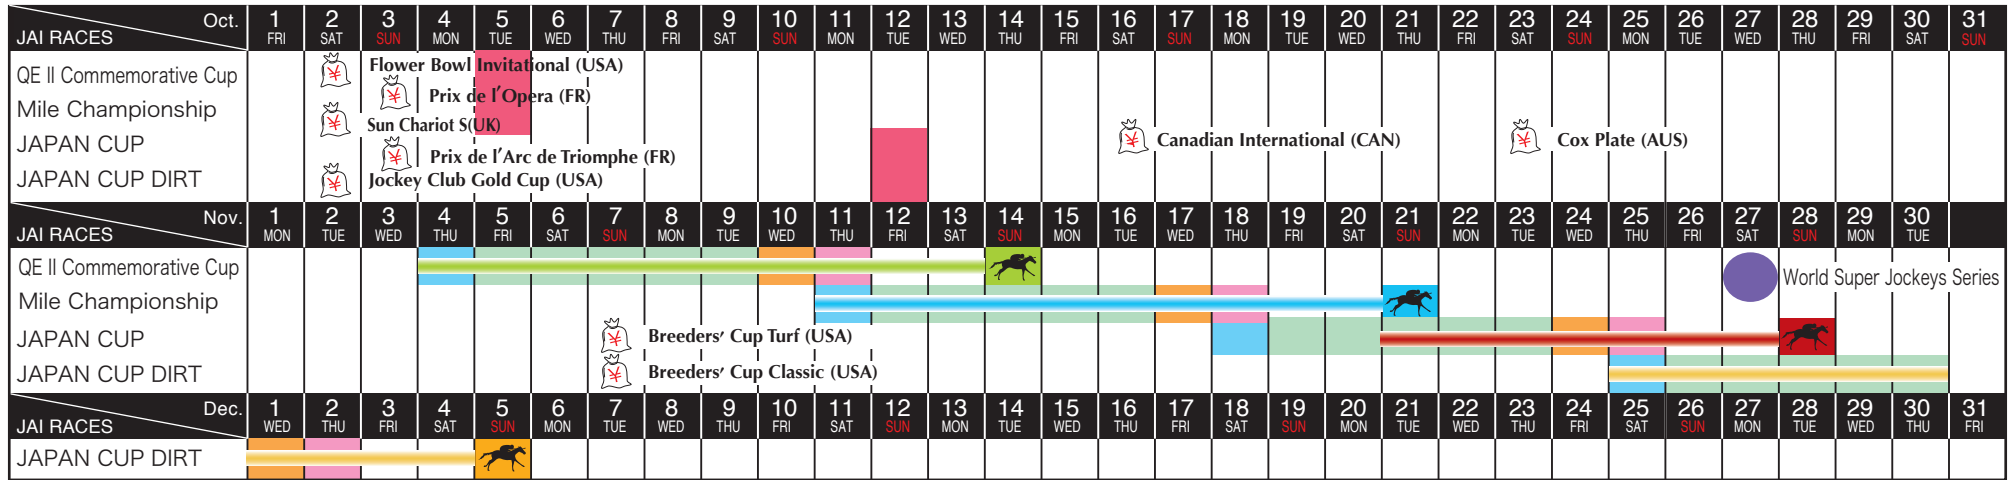 Oct. 1 2 3 4 5 6 7 8 9 10 11 12 13 14 15 16 17 18 19 20 21 22 23 24 25 26 27 28 29 30 31
JAI RACES FRI SAT SUN MON TUE WED THU FRI SAT SUN MON TUE WED THU FRI SAT SUN MON TUE WED THU FRI SAT SUN MON TUE WED THU FRI SAT SUN
QE II Commemorative Cup ¥ Flower Bowl Invitational (USA)
¥ Prix de l'Opera (FR)
Mile Championship
¥ Sun Chariot S(UK)
JAPAN CUP ¥ Canadian International (CAN) ¥ Cox Plate (AUS)
¥ Prix de l'Arc de Triomphe (FR)
JAPAN CUP DIRT ¥ Jockey Club Gold Cup (USA)
Nov. 1 2 3 4 5 6 7 8 9 10 11 12 13 14 15 16 17 18 19 20 21 22 23 24 25 26 27 28 29 30
JAI RACES MON TUE WED THU FRI SAT SUN MON TUE WED THU FRI SAT SUN MON TUE WED THU FRI SAT SUN MON TUE WED THU FRI SAT SUN MON TUE
QE II Commemorative Cup World Super Jockeys Series
Mile Championship
JAPAN CUP ¥ Breeders' Cup Turf (USA)
JAPAN CUP DIRT ¥ Breeders' Cup Classic (USA)
Dec. 1 2 3 4 5 6 7 8 9 10 11 12 13 14 15 16 17 18 19 20 21 22 23 24 25 26 27 28 29 30 31
JAI RACES WED THU FRI SAT SUN MON TUE WED THU FRI SAT SUN MON TUE WED THU FRI SAT SUN MON TUE WED THU FRI SAT SUN MON TUE WED THU FRI
JAPAN CUP DIRT